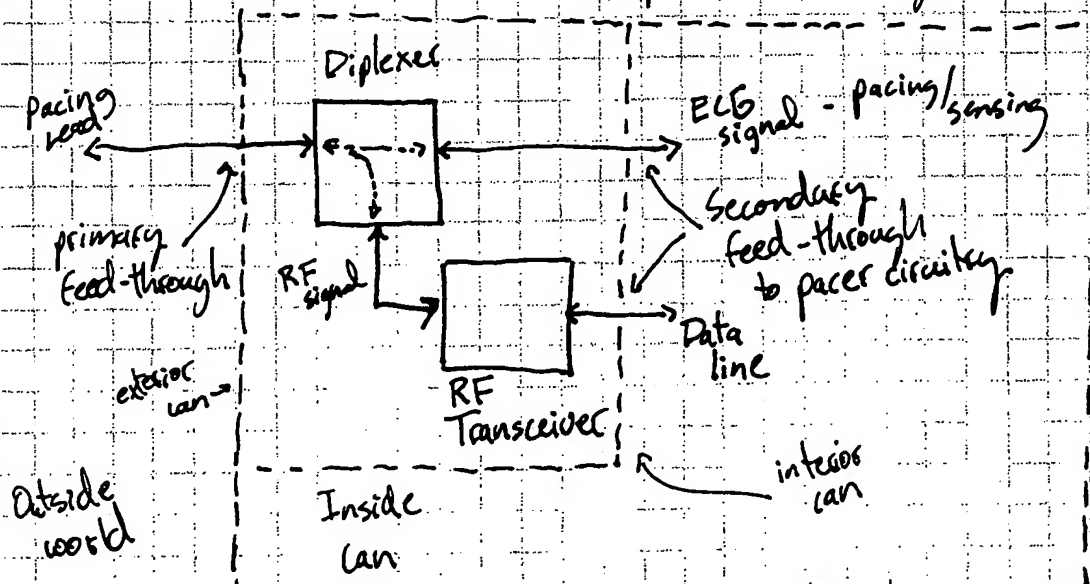 Diplexer
Pacing
Lead
ECG
signal - pacing/
sensing
primary
feed-through
RF
signal
Secondary
feed-through
to pacer circuitry
Data
line
exterior
can
RF
Transceiver
interior
can
Outside
world
Inside
Can